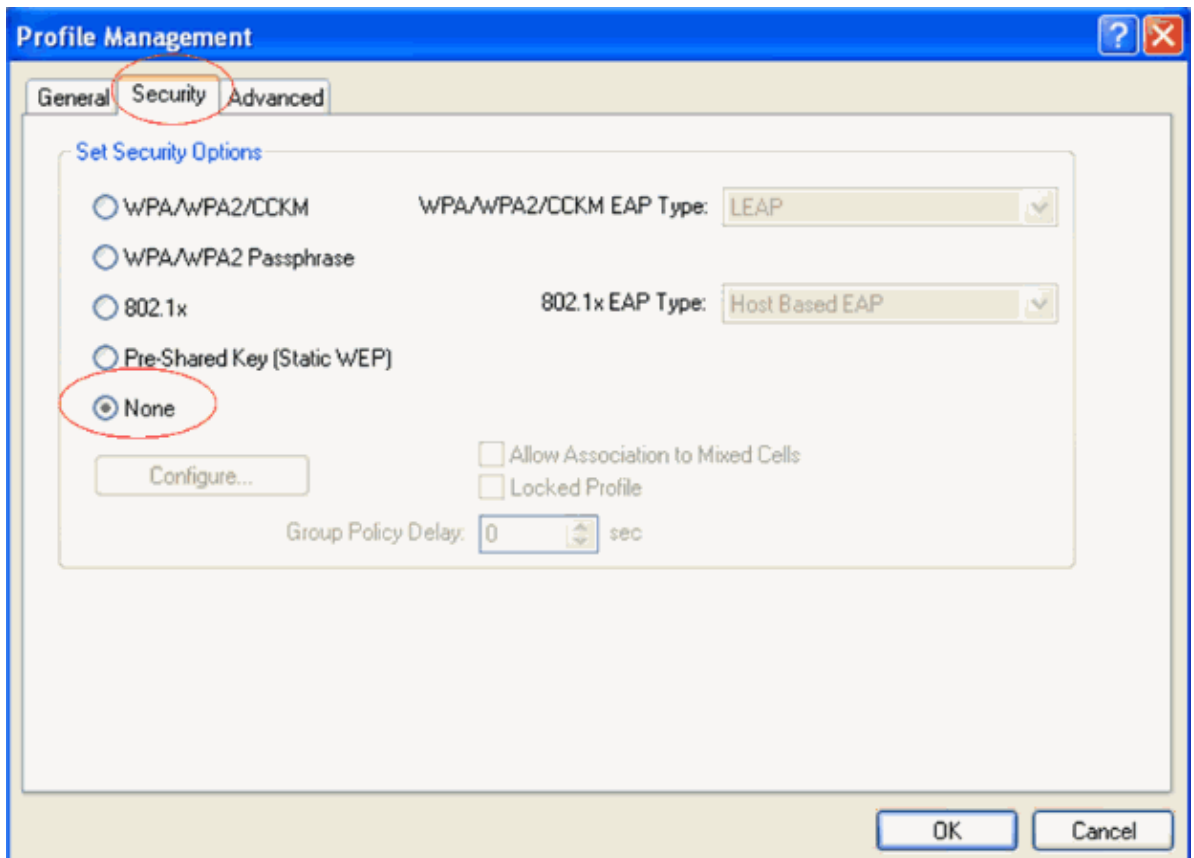 Profile Management
General Security Advanced
Set Security Options
WPA/WPA2/CCKM WPA/WPA2/CCKM EAP Type: LEAP
WPA/WPA2 Passphrase
802.1x 802.1x EAP Type: Host Based EAP
Pre-Shared Key (Static WEP)
None
Allow Association to Mixed Cells
Configure...
Locked Profile
Group Policy Delay: 0 sec
OK Cancel